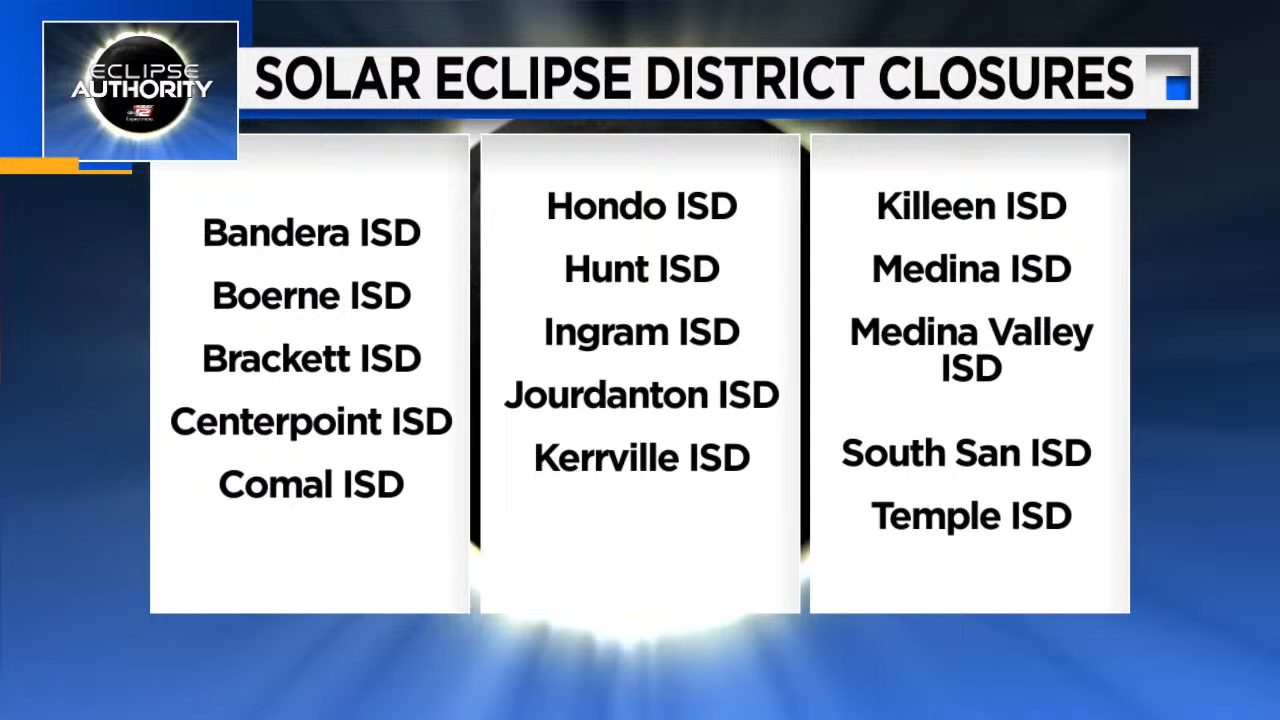 ECLIPSE
AUTHORITY
12
SOLAR ECLIPSE DISTRICT CLOSURES
Bandera ISD
Boerne ISD
Brackett ISD
Centerpoint ISD
Comal ISD
Hondo ISD
Hunt ISD
Ingram ISD
Jourdanton ISD
Kerrville ISD
Killeen ISD
Medina ISD
Medina Valley
ISD
South San ISD
Temple ISD